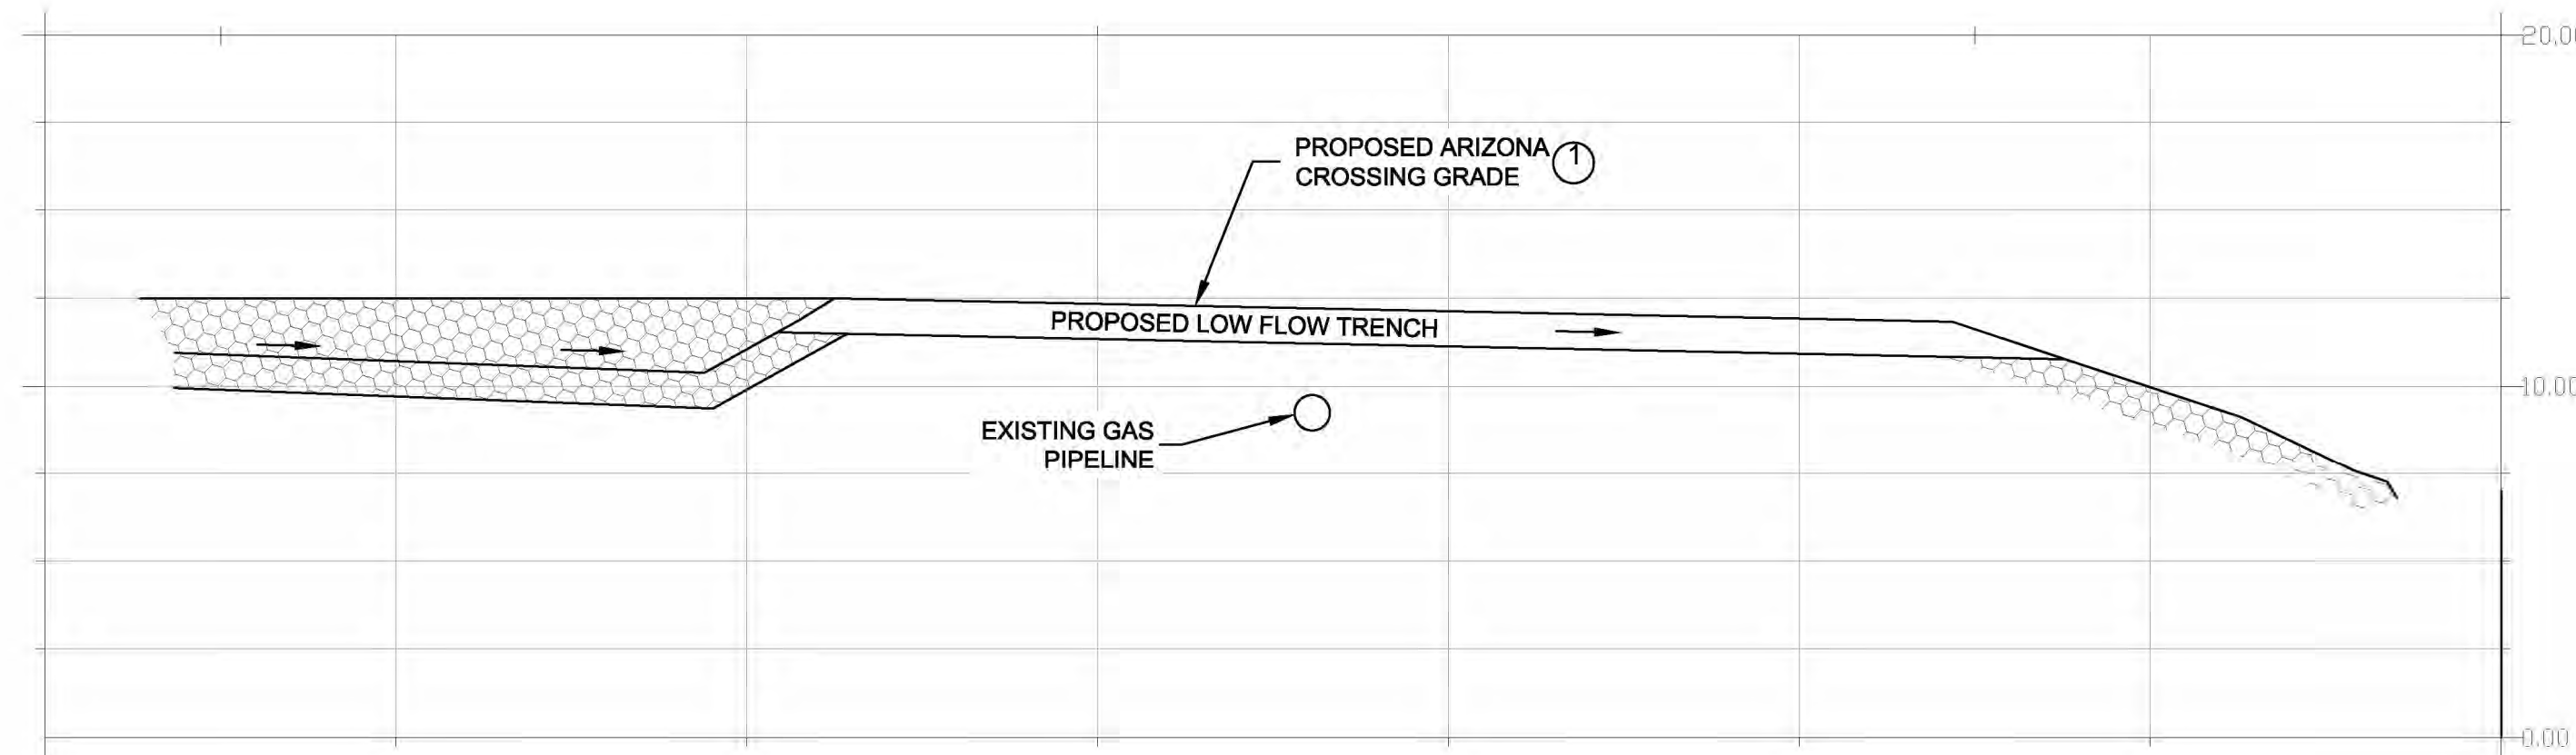 20.00
PROPOSED ARIZONA
CROSSING GRADE
1
PROPOSED LOW FLOW TRENCH
10.00
EXISTING GAS
PIPELINE
0.00